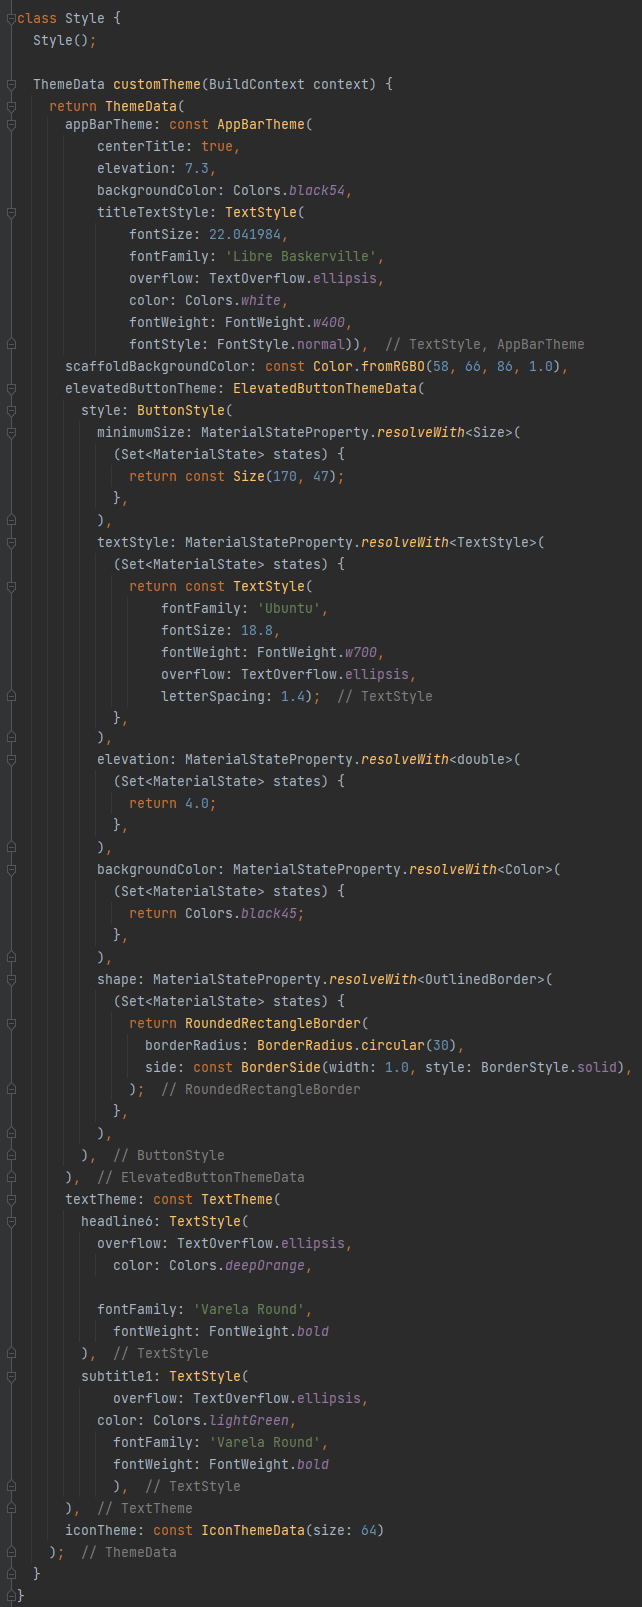 class Style {
  Style();

  ThemeData customTheme(BuildContext context) {
    return ThemeData(
      appBarTheme: const AppBarTheme(
          centerTitle: true,
          elevation: 7.3,
          backgroundColor: Colors.black54,
          titleTextStyle: TextStyle(
              fontSize: 22.041984,
              fontFamily: 'Libre Baskerville',
              overflow: TextOverflow.ellipsis,
              color: Colors.white,
              fontWeight: FontWeight.w400,
              fontStyle: FontStyle.normal)),  // TextStyle, AppBarTheme
      scaffoldBackgroundColor: const Color.fromRGBO(58, 66, 86, 1.0),
      elevatedButtonTheme: ElevatedButtonThemeData(
        style: ButtonStyle(
          minimumSize: MaterialStateProperty.resolveWith<Size>(
            (Set<MaterialState> states) {
              return const Size(170, 47);
            },
          ),
          textStyle: MaterialStateProperty.resolveWith<TextStyle>(
            (Set<MaterialState> states) {
              return const TextStyle(
                  fontFamily: 'Ubuntu',
                  fontSize: 18.8,
                  fontWeight: FontWeight.w700,
                  overflow: TextOverflow.ellipsis,
                  letterSpacing: 1.4);  // TextStyle
            },
          ),
          elevation: MaterialStateProperty.resolveWith<double>(
            (Set<MaterialState> states) {
              return 4.0;
            },
          ),
          backgroundColor: MaterialStateProperty.resolveWith<Color>(
            (Set<MaterialState> states) {
              return Colors.black45;
            },
          ),
          shape: MaterialStateProperty.resolveWith<OutlinedBorder>(
            (Set<MaterialState> states) {
              return RoundedRectangleBorder(
                borderRadius: BorderRadius.circular(30),
                side: const BorderSide(width: 1.0, style: BorderStyle.solid),
              );  // RoundedRectangleBorder
            },
          ),
        ),  // ButtonStyle
      ),  // ElevatedButtonThemeData
      textTheme: const TextTheme(
        headline6: TextStyle(
          overflow: TextOverflow.ellipsis,
            color: Colors.deepOrange,

          fontFamily: 'Varela Round',
            fontWeight: FontWeight.bold
        ),  // TextStyle
        subtitle1: TextStyle(
            overflow: TextOverflow.ellipsis,
          color: Colors.lightGreen,
            fontFamily: 'Varela Round',
            fontWeight: FontWeight.bold
            ),  // TextStyle
      ),  // TextTheme
      iconTheme: const IconThemeData(size: 64)
    );  // ThemeData
  }
}